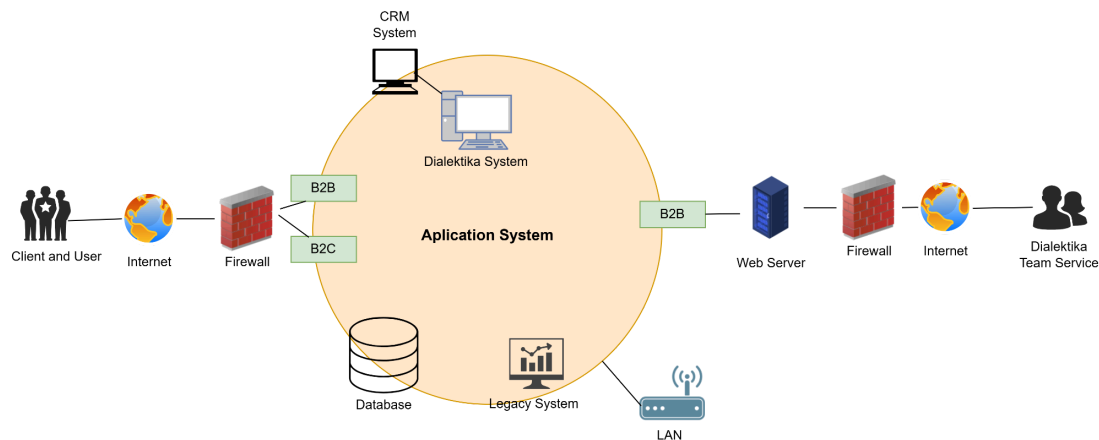 CRM
System
Dialektika System
B2B
B2C
B2B
Aplication System
Client and User
Internet
Firewall
Web Server
Firewall
Internet
Dialektika
Team Service
Database
Legacy System
LAN